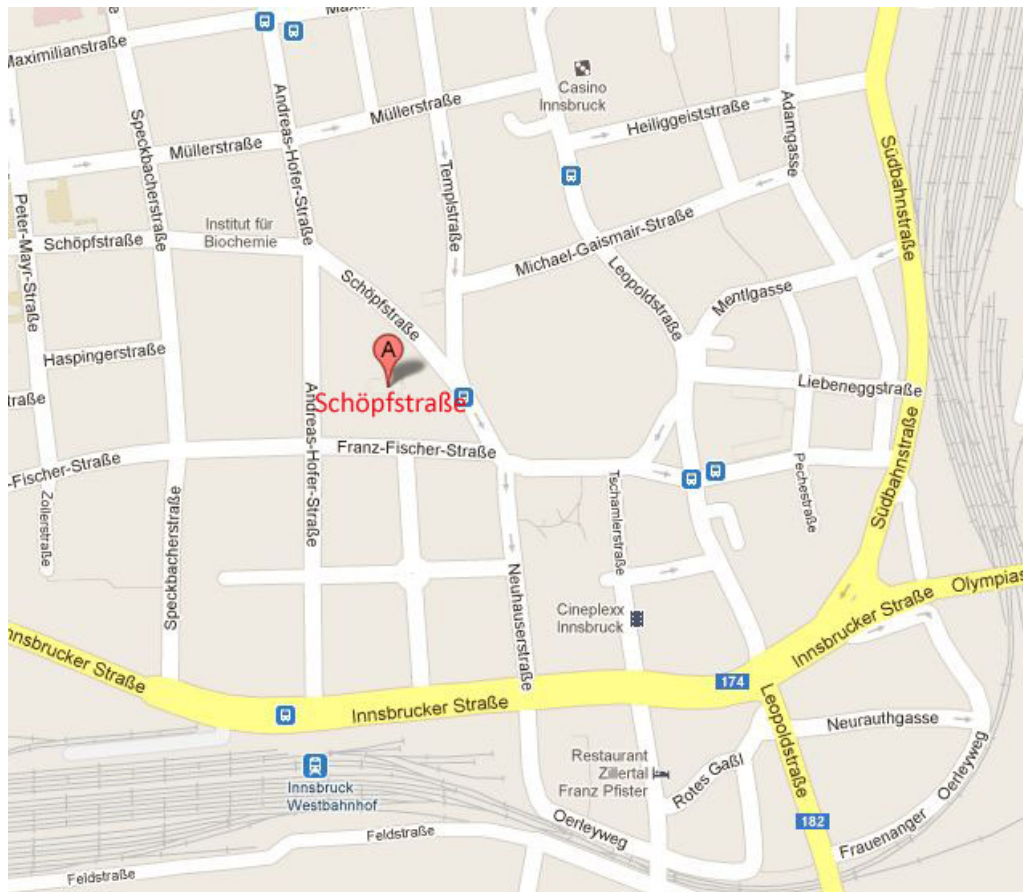 Maxim
Maximilianstraße
Casino
Innsbruck
Adamgasse
Heiliggeiststraße
Müllerstraße
Müllerstraße
Speckbacherstraße
Andreas-Hofer-Straße
Templstraße
Südbahnstraße
Peter-Mayr-Straße
Institut für
Biochemie
Schöpfstraße
Michael-Gaismair-Straße
Leopoldstraße
Mentlgasse
Schöpfstraße
Haspingerstraße
A
Liebeneggstraße
raße
Schöpfstraße
Andreas-Hofer-Straße
Franz-Fischer-Straße
-Fischer-Straße
Zollerstraße
Speckbacherstraße
Tschamlerstraße
Pechestraße
Südbahnstraße
Neuhauserstraße
Olympias
Cineplexx
Innsbruck
Innsbrucker Straße
nnsbrucker Straße
174
Innsbrucker Straße
Leopoldstraße
Neurauthgasse
Restaurant
Zillertal
Franz Pfister
Innsbruck
Westbahnhof
Rotes Gaßl
Oerleyweg
Oerleyweg
182
Feldstraße
Frauenanger
Feldstraße